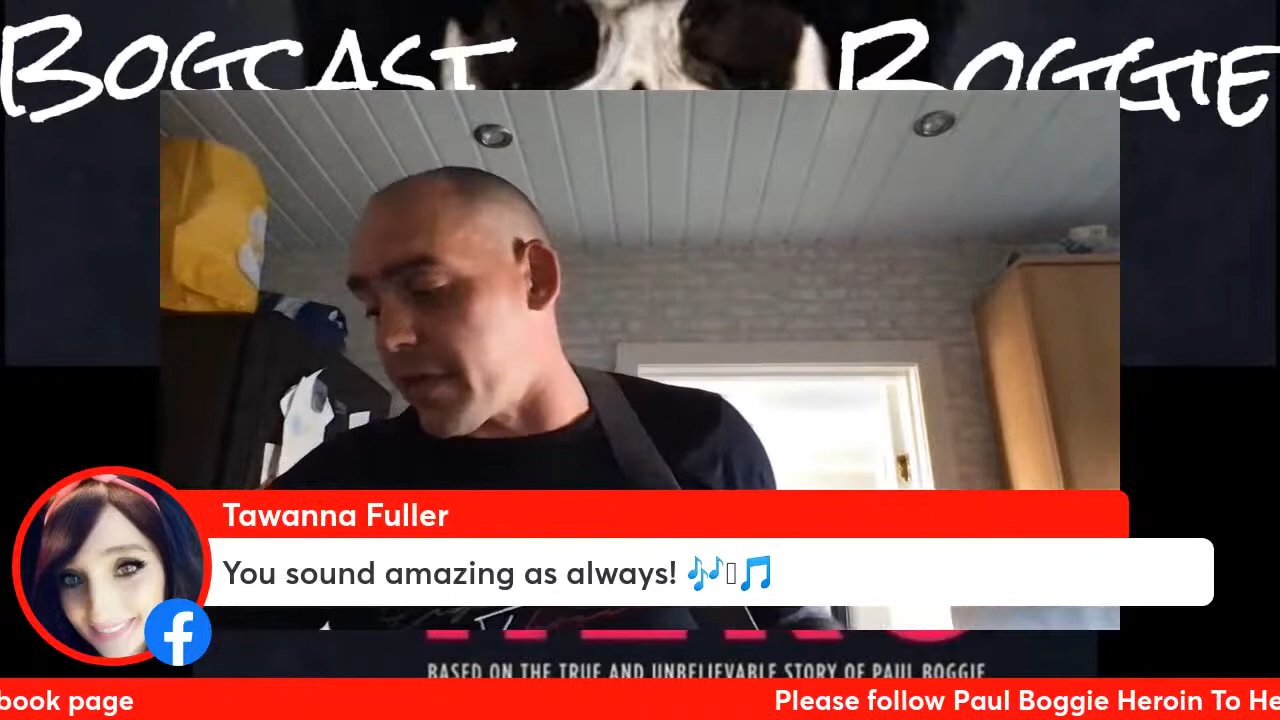 BOGCAST BOGGIE
Tawanna Fuller
You sound amazing as always! 🎶▯🎵
BASED ON THE TRUE AND UNBELIEVABLE STORY OF PAUL BOGGIE
book page
Please follow Paul Boggie Heroin To He